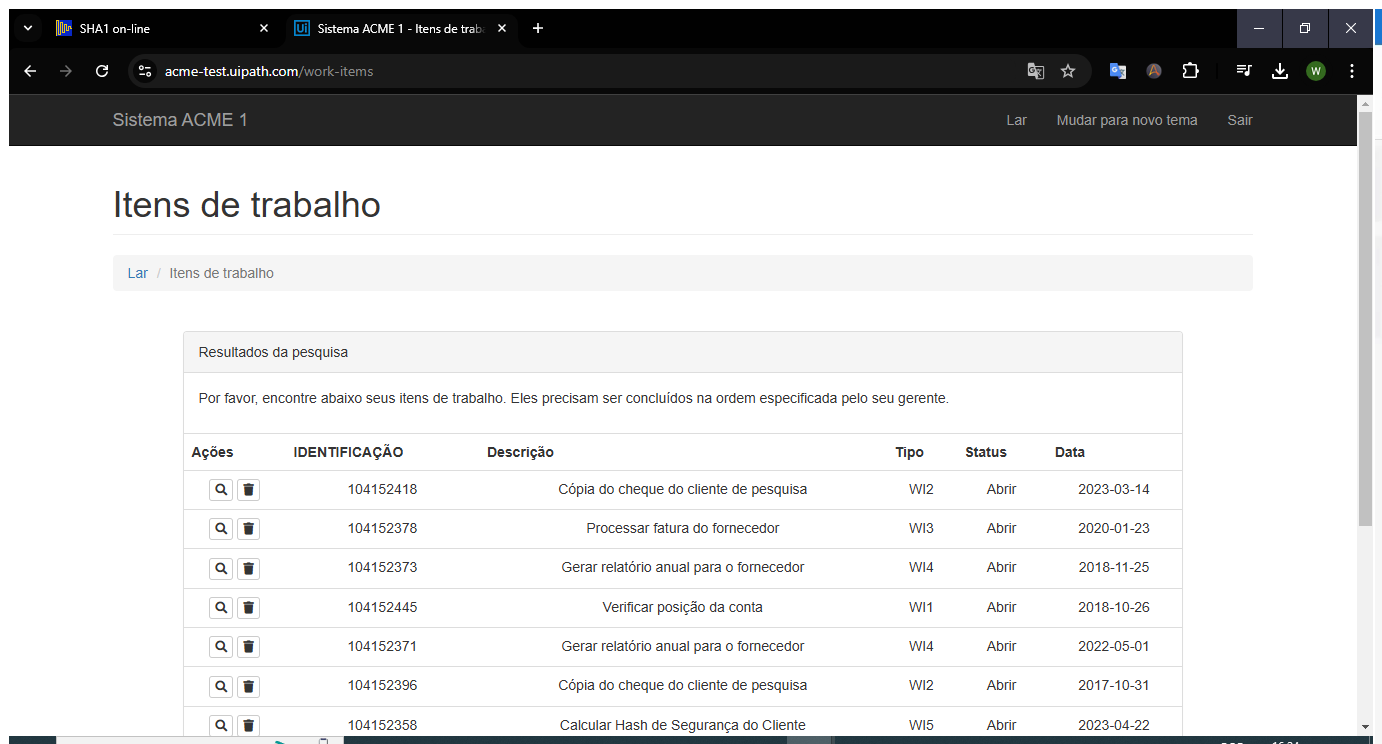 SHA1 on-line
Sistema ACME 1 - Itens de trab
acme-test.uipath.com/work-items
W
Sistema ACME 1 Lar Mudar para novo tema Sair
Itens de trabalho
Lar / Itens de trabalho
Resultados da pesquisa
Por favor, encontre abaixo seus itens de trabalho. Eles precisam ser concluídos na ordem especificada pelo seu gerente.
Ações IDENTIFICAÇÃO Descrição Tipo Status Data
104152418 Cópia do cheque do cliente de pesquisa WI2 Abrir 2023-03-14
104152378 Processar fatura do fornecedor WI3 Abrir 2020-01-23
104152373 Gerar relatório anual para o fornecedor WI4 Abrir 2018-11-25
104152445 Verificar posição da conta WI1 Abrir 2018-10-26
104152371 Gerar relatório anual para o fornecedor WI4 Abrir 2022-05-01
104152396 Cópia do cheque do cliente de pesquisa WI2 Abrir 2017-10-31
104152358 Calcular Hash de Segurança do Cliente WI5 Abrir 2023-04-22